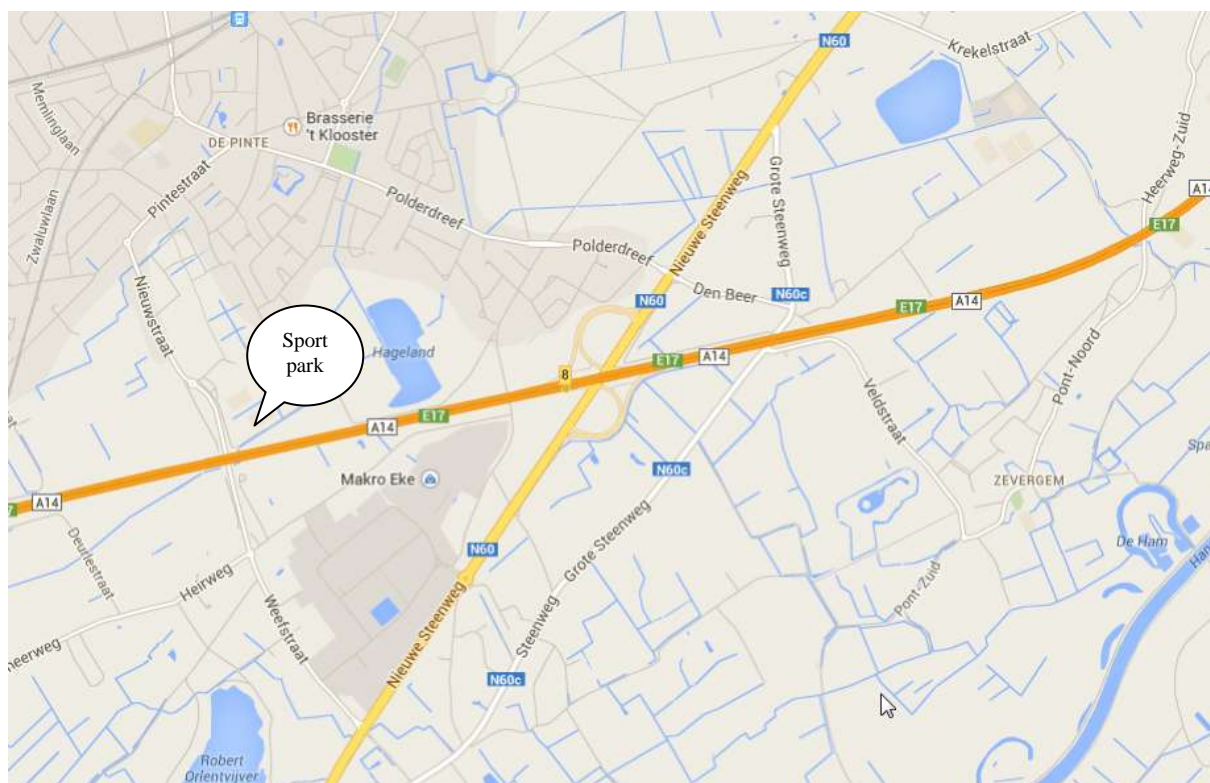 N60
Krekelstraat
Memlinglaan
Brasserie
't Klooster
DE PINTE
Pintestraat
Polderdreef
Grote Steenweg
Heerweg-Zuid
Zwaluwlaan
Nieuwe Steenweg
A14
E17
Polderdreef
Den Beer
N60
N60c
Nieuwstraat
Sport
park
Hageland
E17
A14
E17
A14
8
Pont-Noord
Veldstraat
E17
A14
N60c
Makro Eke
ZEVERGEM
A14
De Ham
Deurlestraat
N60
Grote Steenweg
Heirweg
Pont-Zuid
Weefstraat
Steenweg
Nieuwe Steenweg
N60c
Robert
Orlentvijver